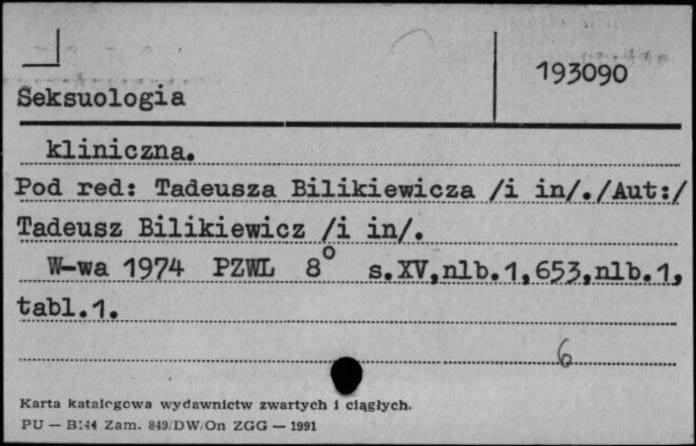 193090
Seksuologia
kliniczna.
Pod red: Tadeusza Bilikiewicza /i in/./Aut:/
Tadeusz Bilikiewicz /i in/.
W-wa 1974 PZWL 8° s.XV,nlb.1,653,nlb.1,
tabl.1.
6
Karta katalogowa wydawnictw zwartych i ciągłych.
PU — B144 Zam. 849/DW/On ZGG — 1991